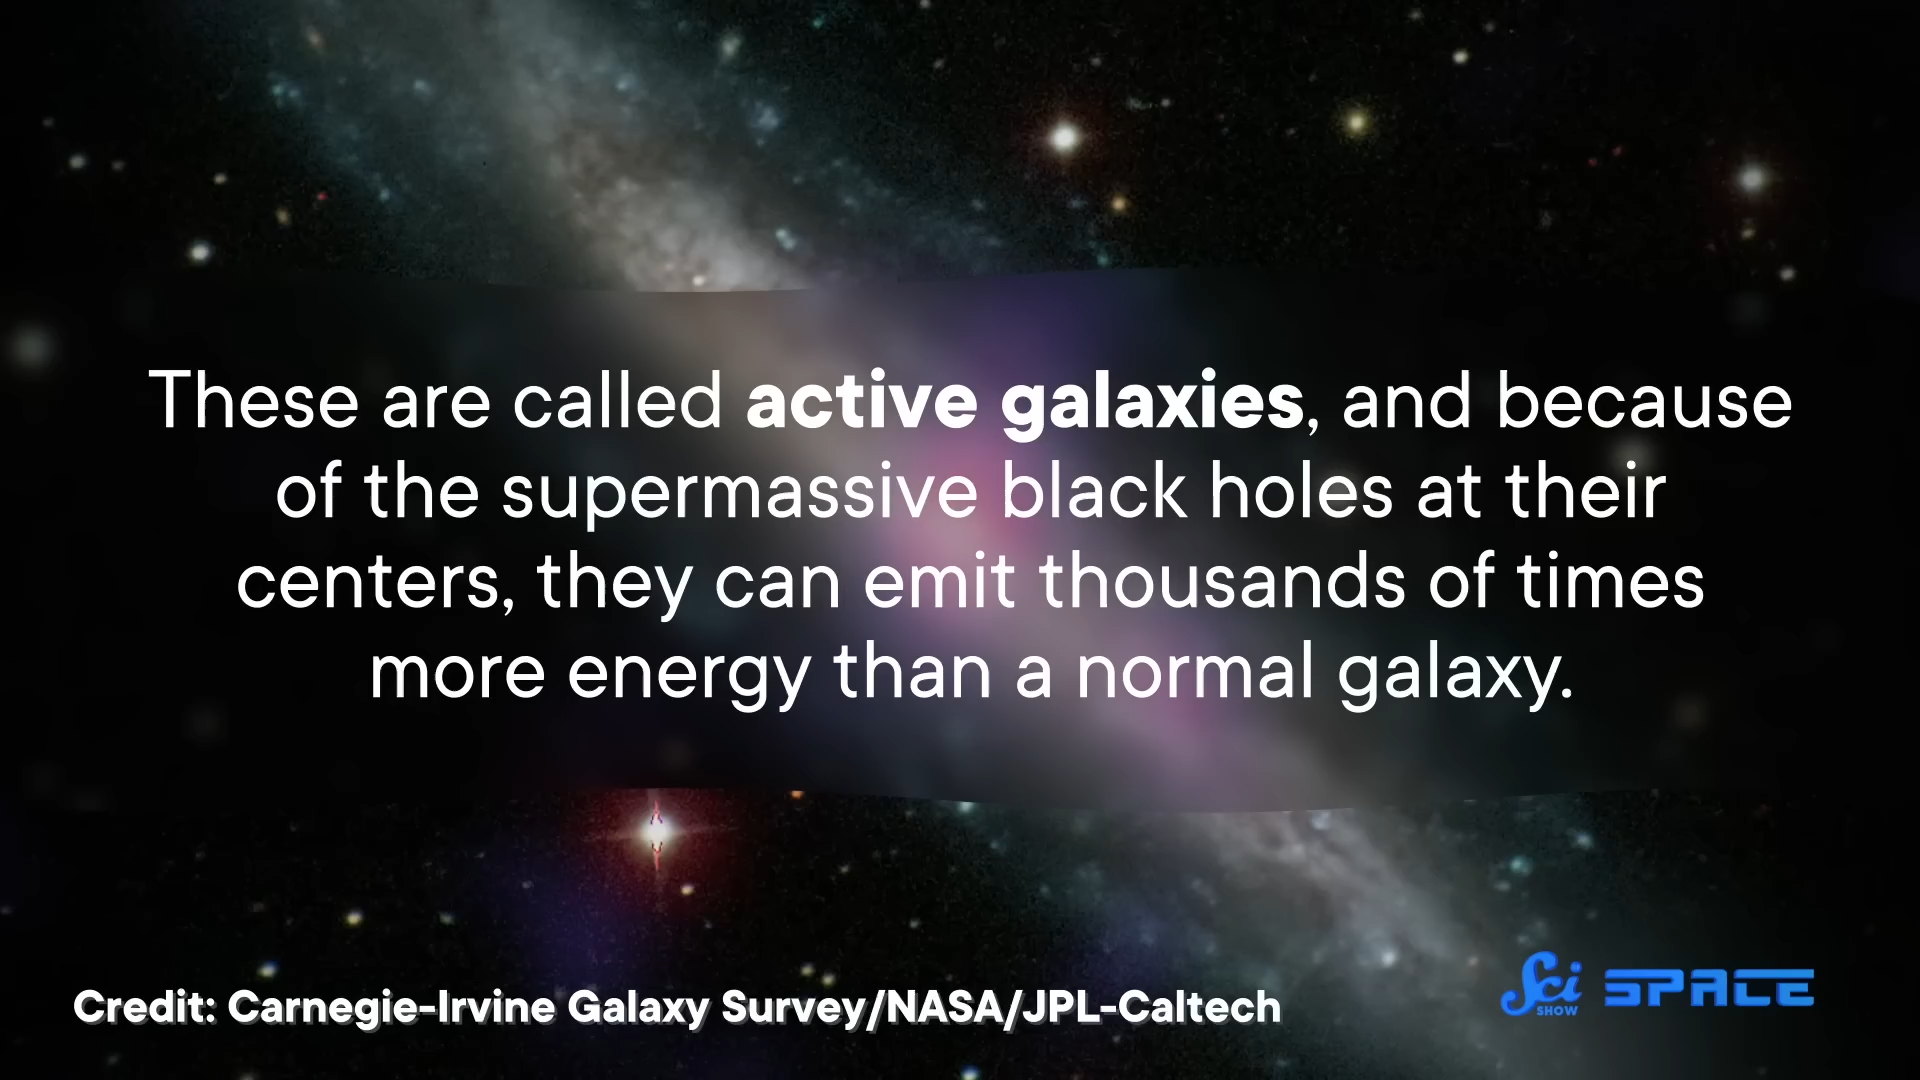 These are called active galaxies, and because
of the supermassive black holes at their
centers, they can emit thousands of times
more energy than a normal galaxy.
Credit: Carnegie-Irvine Galaxy Survey/NASA/JPL-Caltech
Sci SHOW SPACE